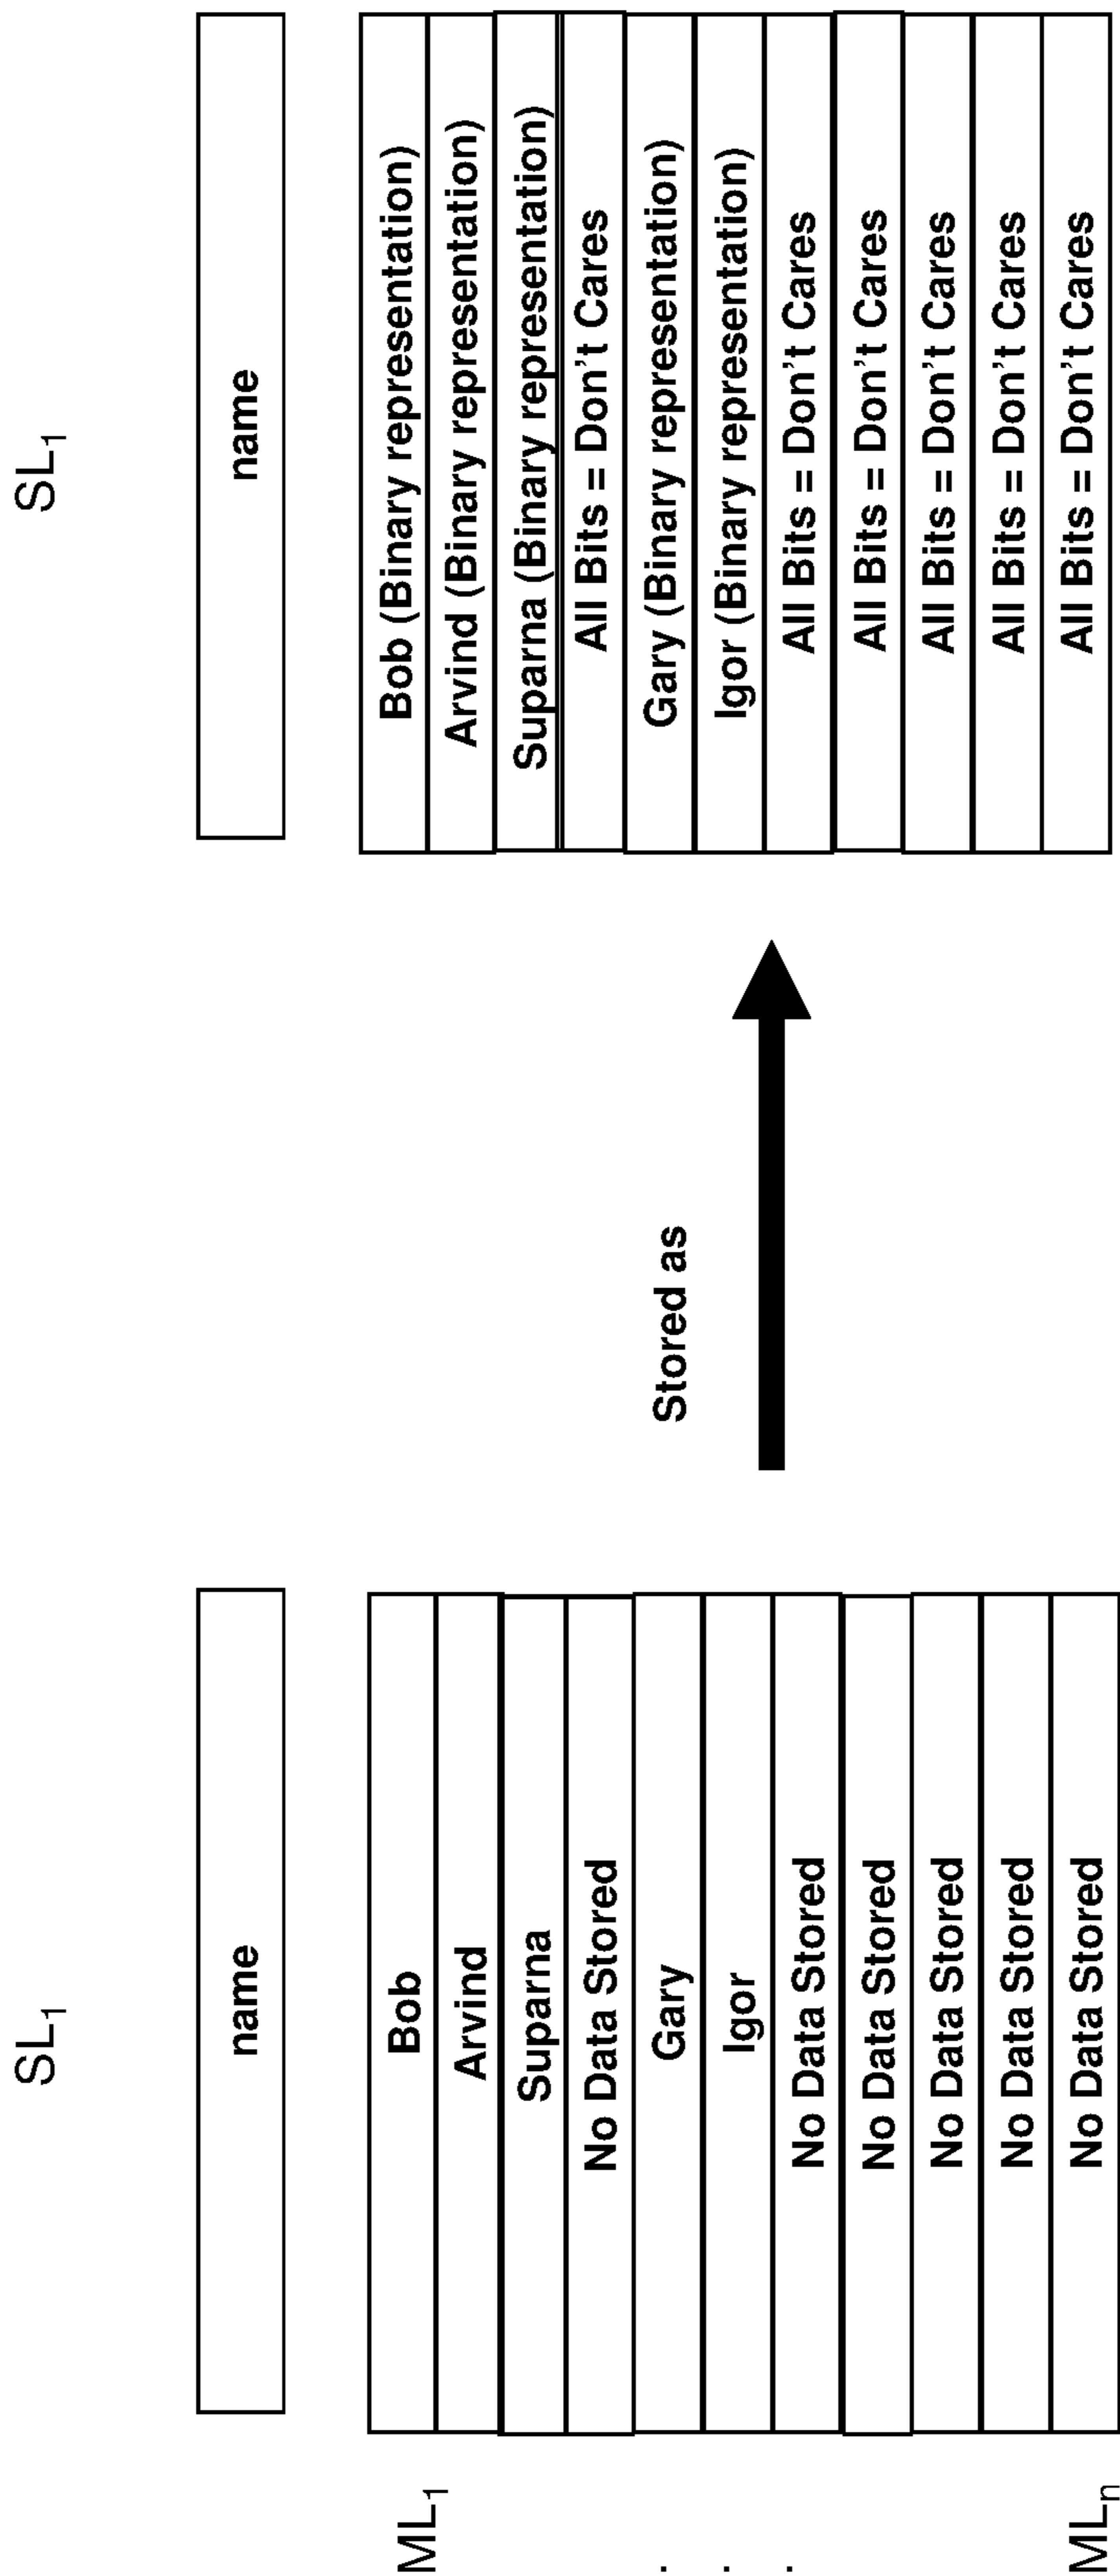 SL1
name
ML1
Bob
Arvind
Suparna
No Data Stored
Gary
Igor
No Data Stored
No Data Stored
No Data Stored
No Data Stored
No Data Stored
.
.
.
MLn
Stored as
SL1
name
Bob (Binary representation)
Arvind (Binary representation)
Suparna (Binary representation)
All Bits = Don't Cares
Gary (Binary representation)
Igor (Binary representation)
All Bits = Don't Cares
All Bits = Don't Cares
All Bits = Don't Cares
All Bits = Don't Cares
All Bits = Don't Cares